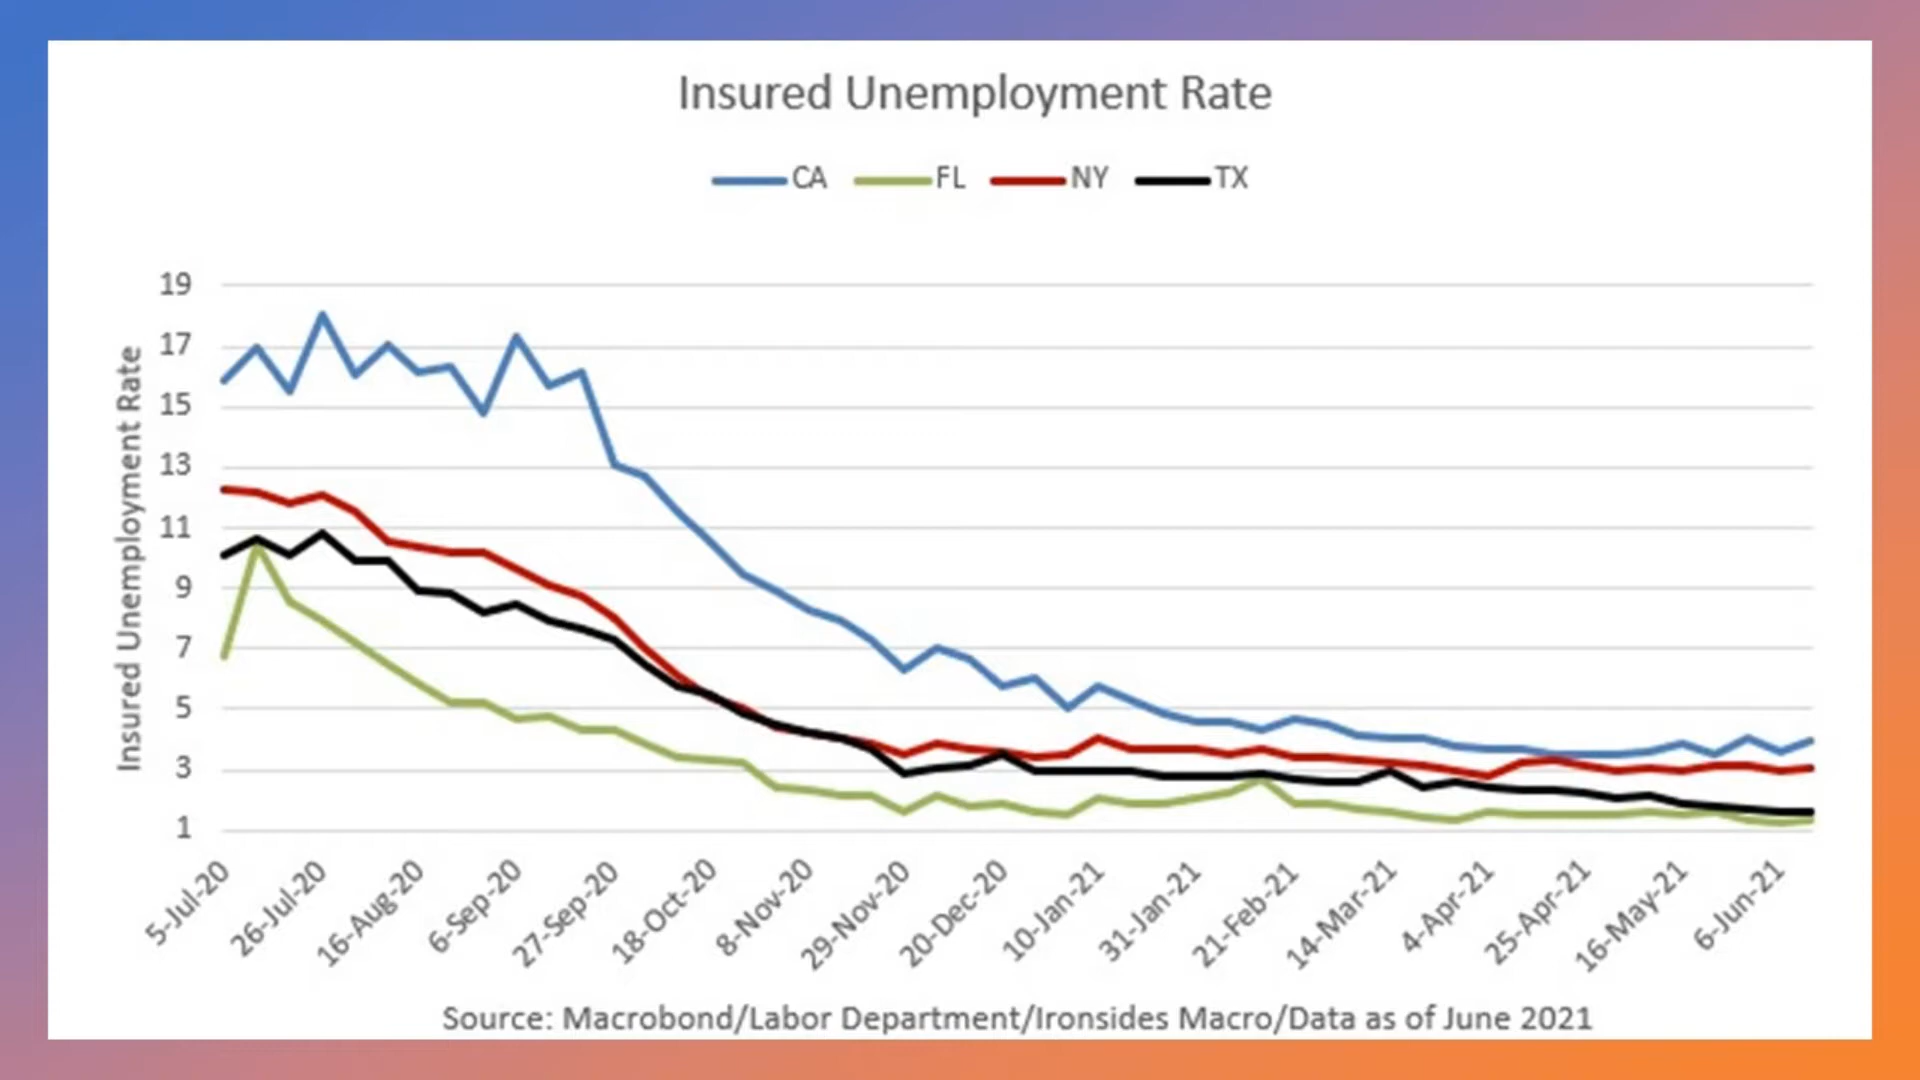 Insured Unemployment Rate
CA FL NY TX
Insured Unemployment Rate
19
17
15
13
11
9
7
5
3
1
5-Jul-20 26-Jul-20 16-Aug-20 6-Sep-20 27-Sep-20 18-Oct-20 8-Nov-20 29-Nov-20 20-Dec-20 10-Jan-21 31-Jan-21 21-Feb-21 14-Mar-21 4-Apr-21 25-Apr-21 16-May-21 6-Jun-21
Source: Macrobond/Labor Department/Ironsides Macro/Data as of June 2021